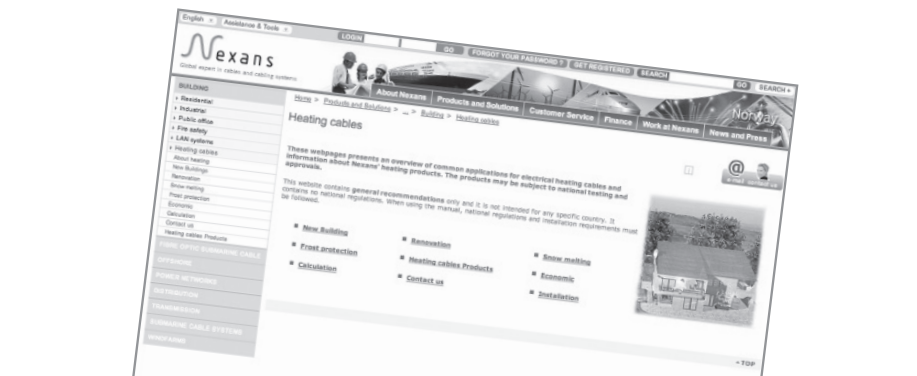 English
Assistance & Tools
LOGIN
GO
FORGOT YOUR PASSWORD ?
GET REGISTERED
SEARCH
GO
SEARCH
Nexans
Global expert in cables and cabling systems
Norway
About Nexans
Products and Solutions
Customer Service
Finance
Work at Nexans
News and Press
BUILDING
Residential
Industrial
Public office
Fire safety
LAN systems
Heating cables
About heating
New Buildings
Renovation
Snow melting
Frost protection
Economic
Calculation
Contact us
Heating cables Products
FIBRE OPTIC SUBMARINE CABLE
OFFSHORE
POWER NETWORKS
DISTRIBUTION
TRANSMISSION
SUBMARINE CABLE SYSTEMS
WINDFARMS
Home > Products and Solutions > ... > Building > Heating cables
Heating cables
e-mail contact us
These webpages presents an overview of common applications for electrical heating cables and
information about Nexans' heating products. The products may be subject to national testing and
approvals.
This website contains general recommendations only and it is not intended for any specific country. It
contains no national regulations. When using the manual, national regulations and installation requirements must
be followed.
New Building
Renovation
Snow melting
Frost protection
Heating cables Products
Economic
Calculation
Contact us
Installation
TOP